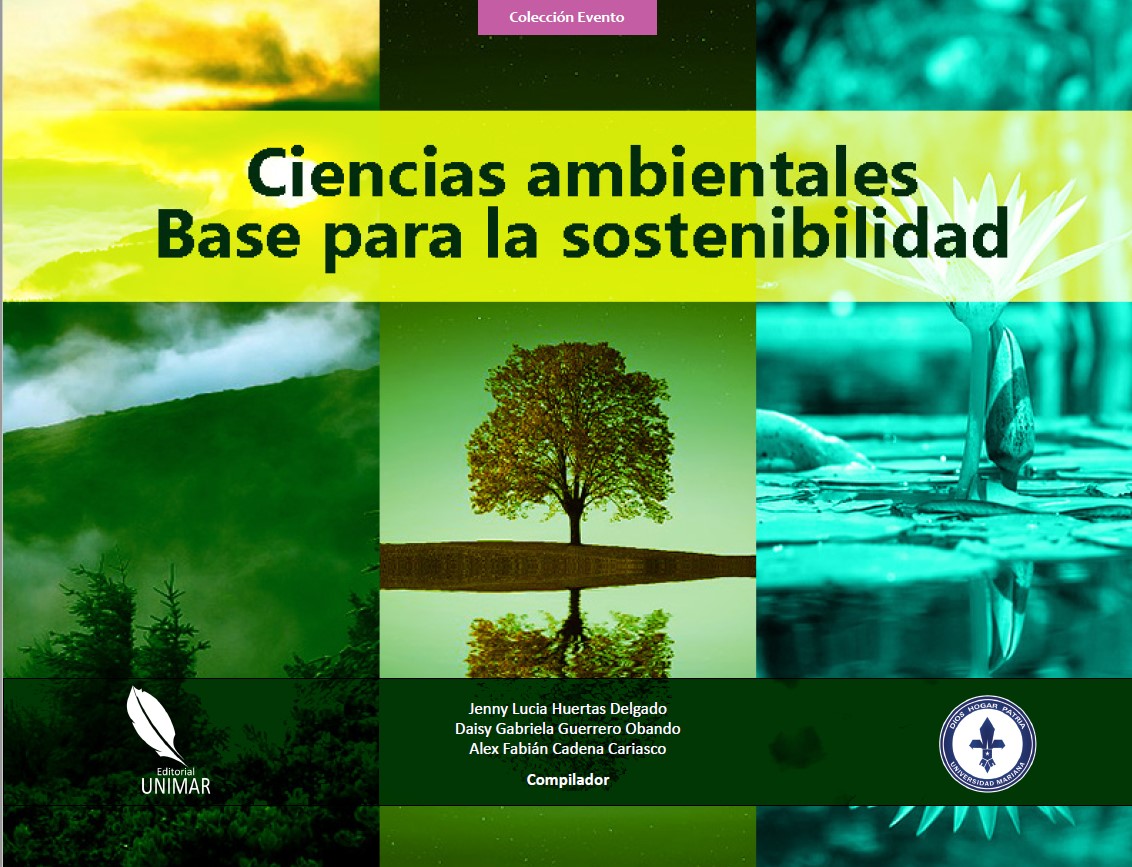 Colección Evento
Ciencias ambientales
Base para la sostenibilidad
Jenny Lucia Huertas Delgado
Daisy Gabriela Guerrero Obando
Alex Fabián Cadena Cariasco
Compilador
Editorial
UNIMAR
DIOS HOGAR PATRIA
UNIVERSIDAD MARIANA